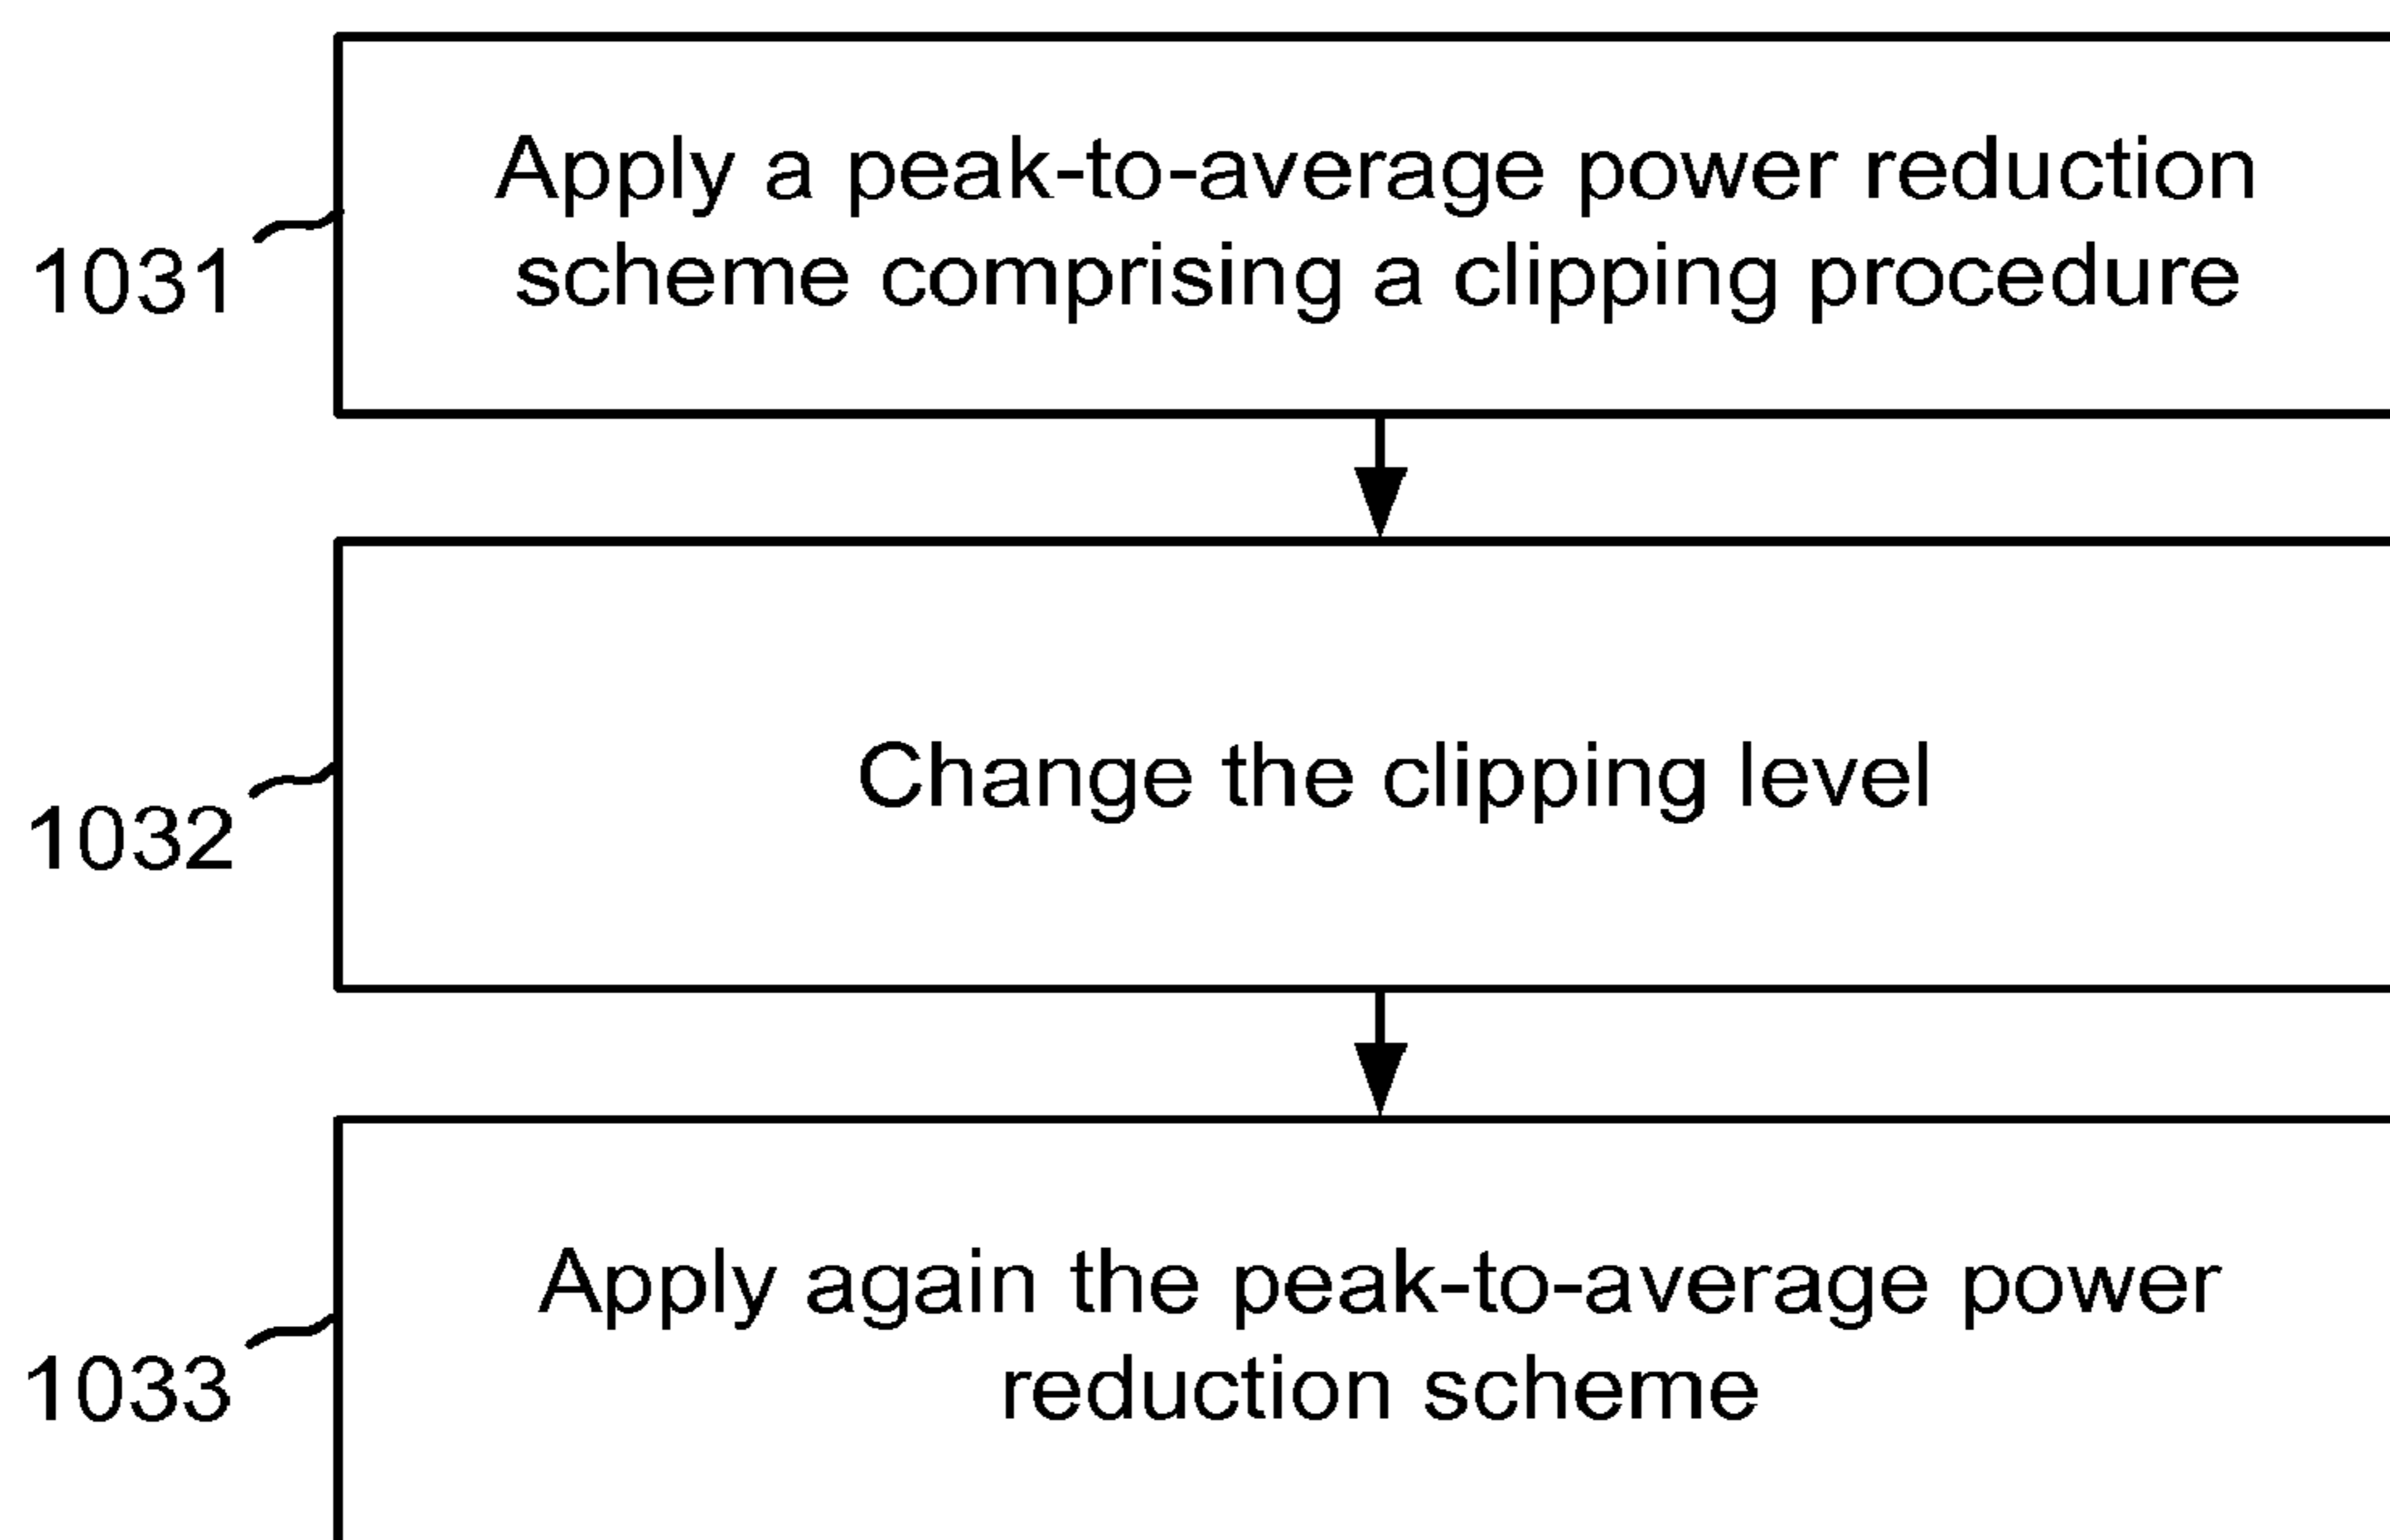 Apply a peak-to-average power reduction
scheme comprising a clipping procedure
1031
Change the clipping level
1032
Apply again the peak-to-average power
reduction scheme
1033